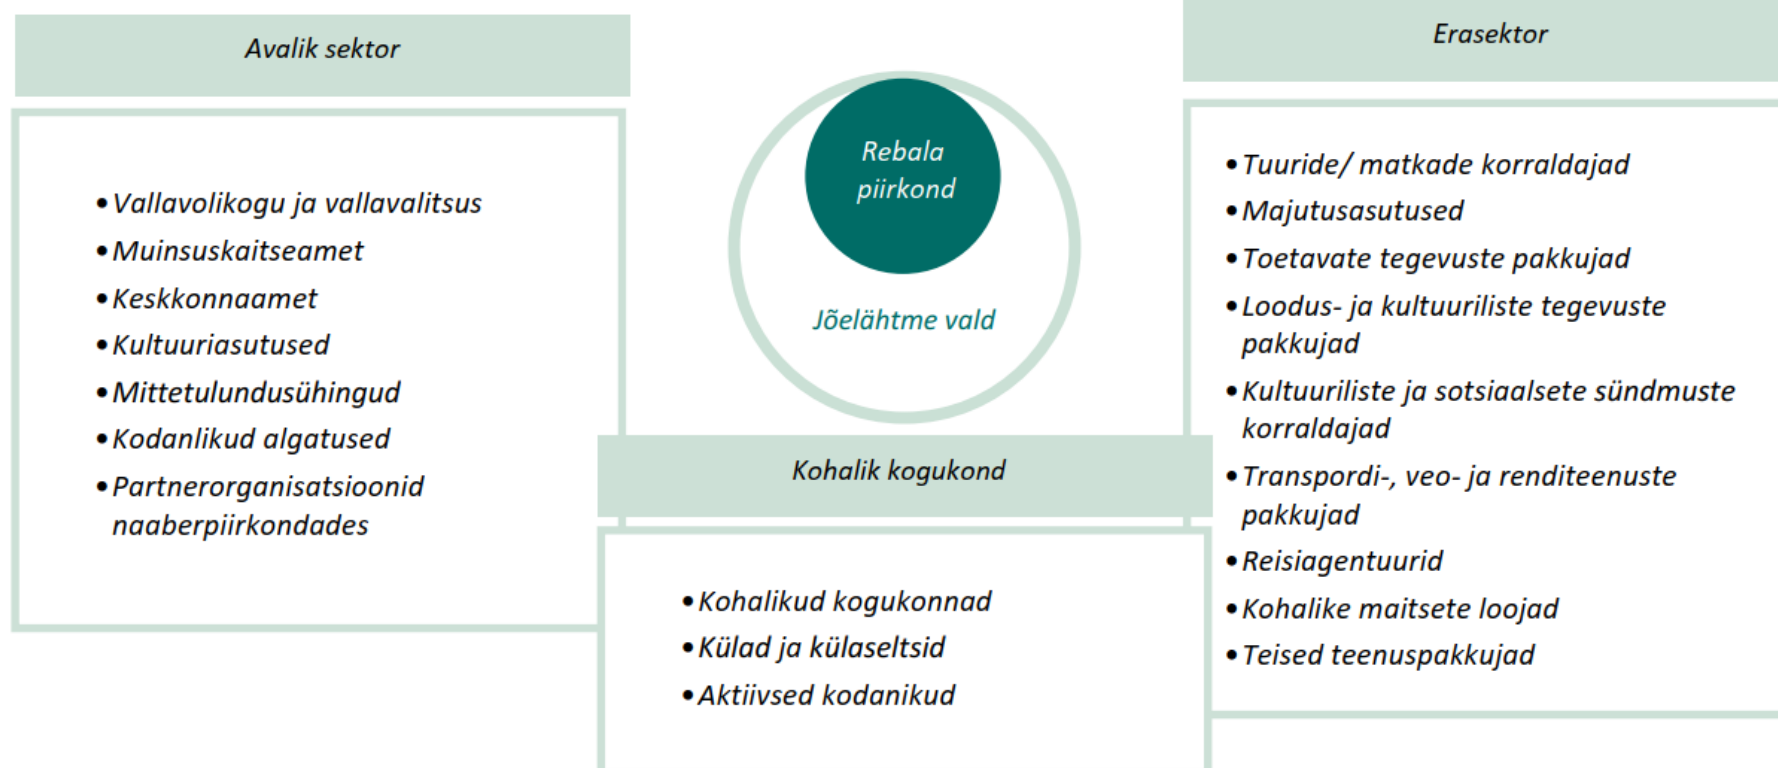 Avalik sektor
•Vallavolikogu ja vallavalitsus
•Muinsuskaitseamet
•Keskkonnaamet
•Kultuuriasutused
•Mittetulundusühingud
•Kodanlikud algatused
•Partnerorganisatsioonid
naaberpiirkondades
Rebala
piirkond
Jõelähtme vald
Kohalik kogukond
•Kohalikud kogukonnad
•Külad ja külaseltsid
•Aktiivsed kodanikud
Erasektor
•Tuuride/ matkade korraldajad
•Majutusasutused
•Toetavate tegevuste pakkujad
•Loodus- ja kultuuriliste tegevuste
pakkujad
•Kultuuriliste ja sotsiaalsete sündmuste
korraldajad
•Transpordi-, veo- ja renditeenuste
pakkujad
•Reisiagentuurid
•Kohalike maitsete loojad
•Teised teenuspakkujad